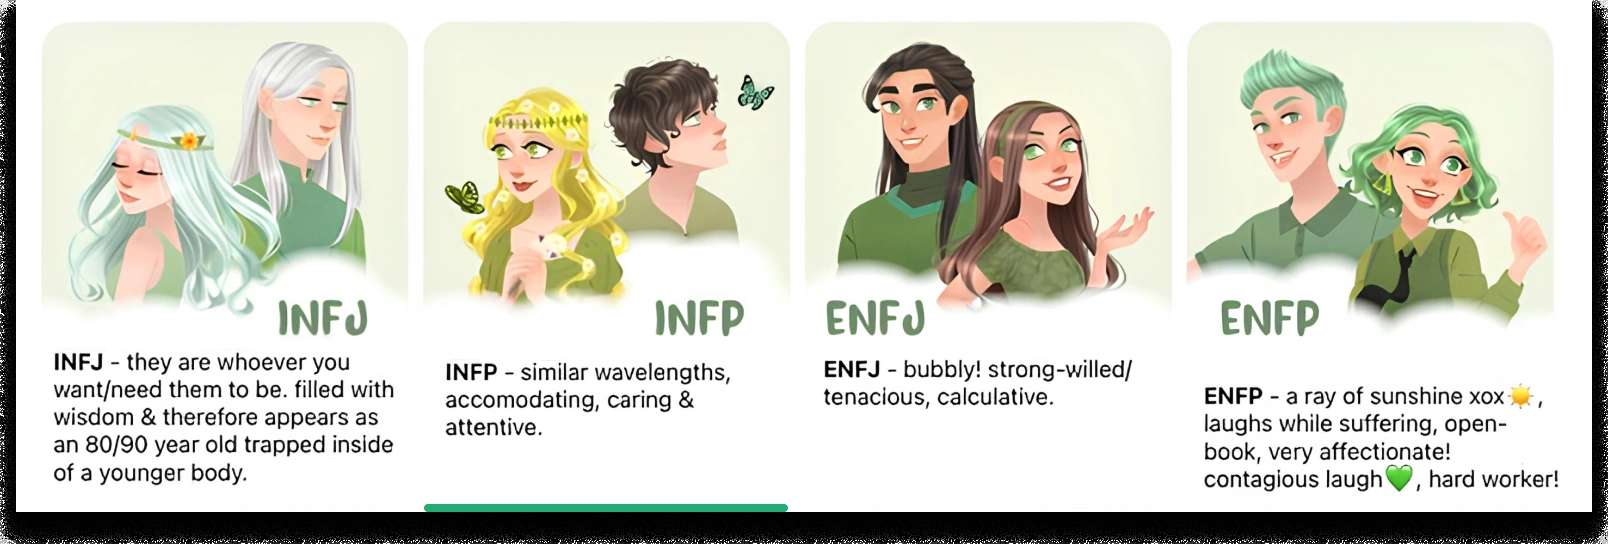 INFJ
INFJ - they are whoever you
want/need them to be. filled with
wisdom & therefore appears as
an 80/90 year old trapped inside
of a younger body.
INFP
INFP - similar wavelengths,
accomodating, caring &
attentive.
ENFJ
ENFJ - bubbly! strong-willed/
tenacious, calculative.
ENFP
ENFP - a ray of sunshine xox☀️,
laughs while suffering, open-
book, very affectionate!
contagious laugh💚, hard worker!